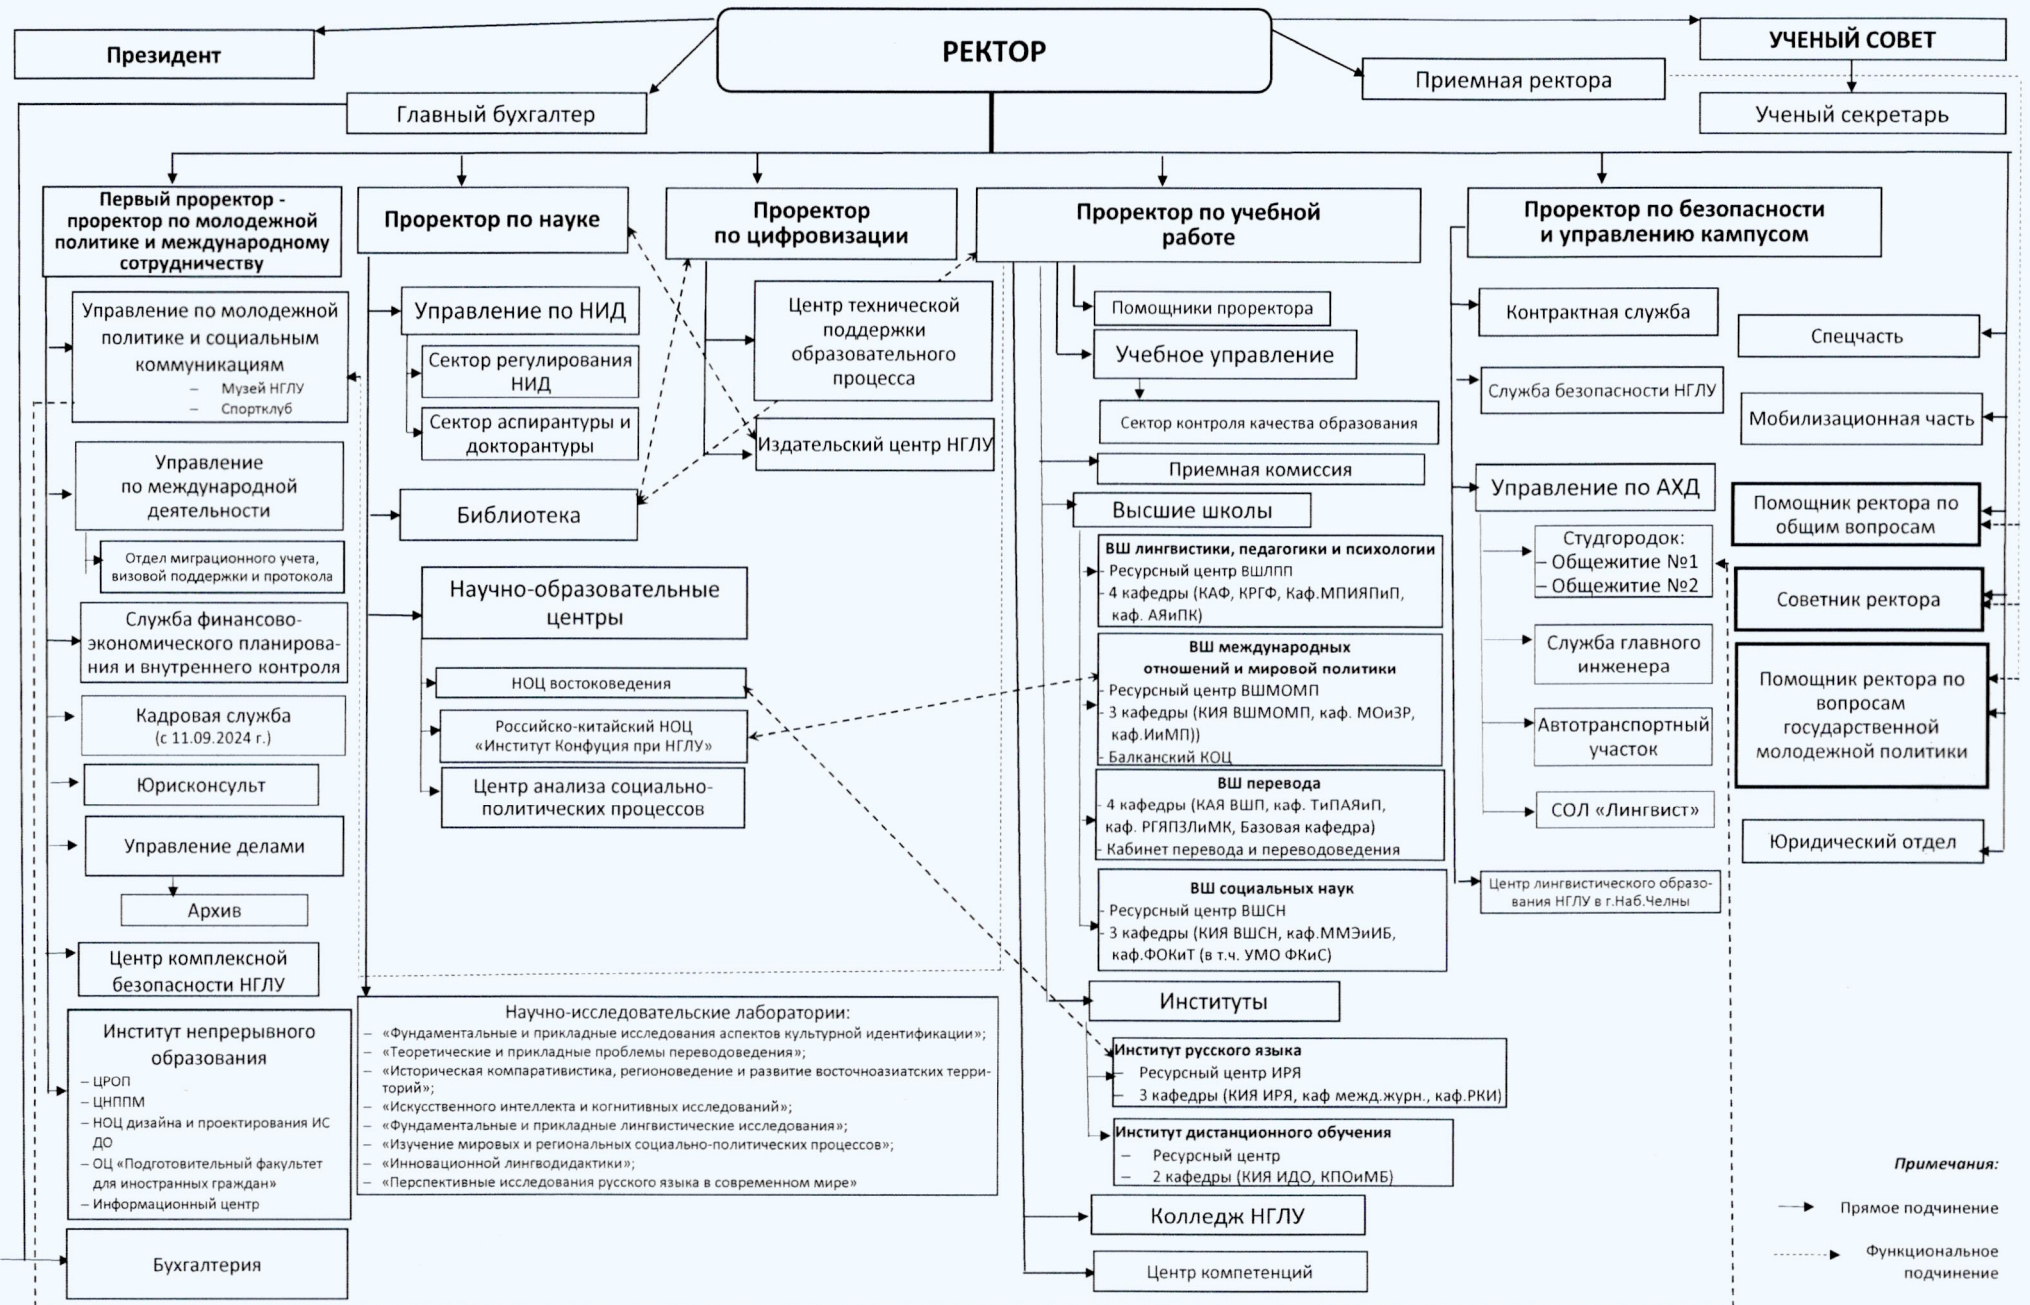 РЕКТОР
Президент
УЧЕНЫЙ СОВЕТ
Приемная ректора
Главный бухгалтер
Ученый секретарь
Первый проректор -
проректор по молодежной
политике и международному
сотрудничеству
Управление по молодежной
политике и социальным
коммуникациям
– Музей НГЛУ
– Спортклуб
Управление
по международной
деятельности
Отдел миграционного учета,
визовой поддержки и протокола
Служба финансово-
экономического планирова-
ния и внутреннего контроля
Кадровая служба
(с 11.09.2024 г.)
Юрисконсульт
Управление делами
Архив
Центр комплексной
безопасности НГЛУ
Институт непрерывного
образования
– ЦРОП
– ЦНППМ
– НОЦ дизайна и проектирования ИС
ДО
– ОЦ «Подготовительный факультет
для иностранных граждан»
– Информационный центр
Бухгалтерия
Проректор по науке
Управление по НИД
Сектор регулирования
НИД
Сектор аспирантуры и
докторантуры
Библиотека
Научно-образовательные
центры
НОЦ востоковедения
Российско-китайский НОЦ
«Институт Конфуция при НГЛУ»
Центр анализа социально-
политических процессов
Научно-исследовательские лаборатории:
– «Фундаментальные и прикладные исследования аспектов культурной идентификации»;
– «Теоретические и прикладные проблемы переводоведения»;
– «Историческая компаративистика, регионоведение и развитие восточноазиатских терри-
торий»;
– «Искусственного интеллекта и когнитивных исследований»;
– «Фундаментальные и прикладные лингвистические исследования»;
– «Изучение мировых и региональных социально-политических процессов»;
– «Инновационной лингводидактики»;
– «Перспективные исследования русского языка в современном мире»
Проректор
по цифровизации
Центр технической
поддержки
образовательного
процесса
Издательский центр НГЛУ
Проректор по учебной
работе
Помощники проректора
Учебное управление
Сектор контроля качества образования
Приемная комиссия
Высшие школы
ВШ лингвистики, педагогики и психологии
– Ресурсный центр ВШЛПП
– 4 кафедры (КАФ, КРГФ, Каф.МПИЯПиП,
каф. АЯиПК)
ВШ международных
отношений и мировой политики
– Ресурсный центр ВШМОМП
– 3 кафедры (КИЯ ВШМОМП, каф. МОиЗР,
каф.ИиМП))
– Балканский КОЦ
ВШ перевода
– 4 кафедры (КАЯ ВШП, каф. ТиПАЯиП,
каф. РГЯПЗЛиМК, Базовая кафедра)
– Кабинет перевода и переводоведения
ВШ социальных наук
– Ресурсный центр ВШСН
– 3 кафедры (КИЯ ВШСН, каф.ММЭиИБ,
каф.ФОКиТ (в т.ч. УМО ФКиС)
Институты
Институт русского языка
– Ресурсный центр ИРЯ
– 3 кафедры (КИЯ ИРЯ, каф межд.журн., каф.РКИ)
Институт дистанционного обучения
– Ресурсный центр
– 2 кафедры (КИЯ ИДО, КПОиМБ)
Колледж НГЛУ
Центр компетенций
Проректор по безопасности
и управлению кампусом
Контрактная служба
Служба безопасности НГЛУ
Управление по АХД
Студгородок:
– Общежитие №1
– Общежитие №2
Служба главного
инженера
Автотранспортный
участок
СОЛ «Лингвист»
Центр лингвистического образо-
вания НГЛУ в г.Наб.Челны
Спецчасть
Мобилизационная часть
Помощник ректора по
общим вопросам
Советник ректора
Помощник ректора по
вопросам
государственной
молодежной политики
Юридический отдел
Примечания:
Прямое подчинение
Функциональное
подчинение